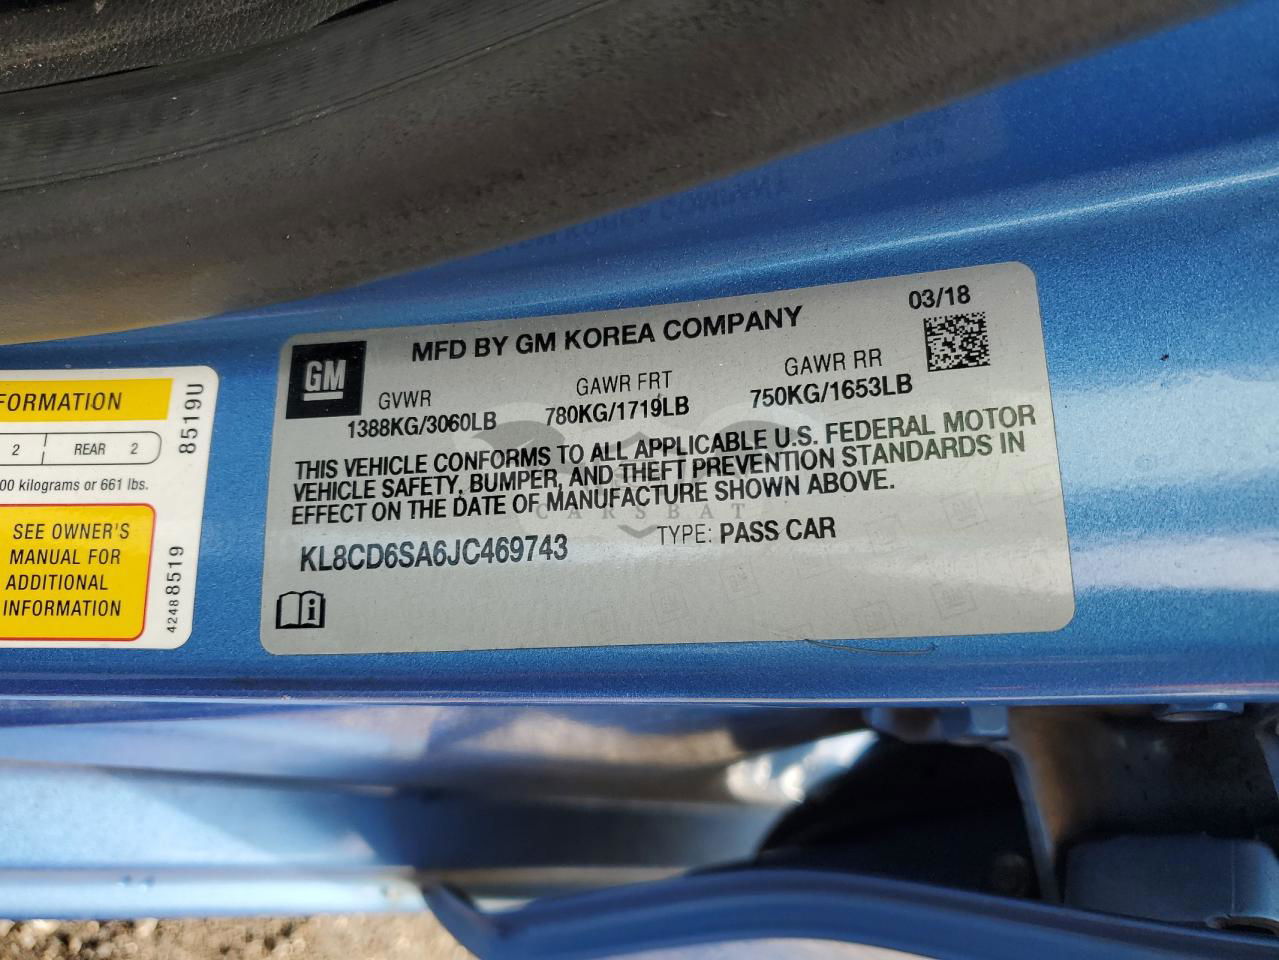 03/18
MFD BY GM KOREA COMPANY
GM
GVWR GAWR FRT GAWR RR
1388KG/3060LB 780KG/1719LB 750KG/1653LB
THIS VEHICLE CONFORMS TO ALL APPLICABLE U.S. FEDERAL MOTOR
VEHICLE SAFETY, BUMPER, AND THEFT PREVENTION STANDARDS IN
EFFECT ON THE DATE OF MANUFACTURE SHOWN ABOVE.
KL8CD6SA6JC469743 TYPE: PASS CAR
CARSBAT
FORMATION
2 REAR 2
00 kilograms or 661 lbs.
SEE OWNER'S
MANUAL FOR
ADDITIONAL
INFORMATION
8519U
42488519